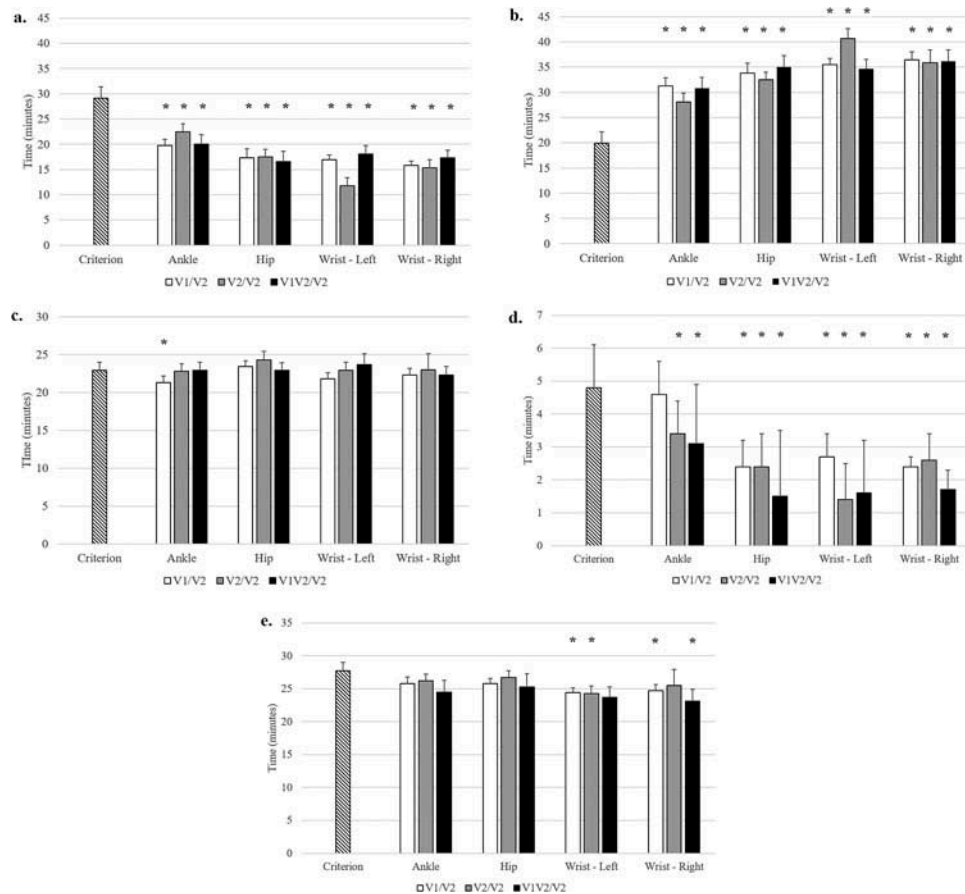 a.
Time (minutes)
45
40
35
30
25
20
15
10
5
0
* * * * * * * * * * * *
Criterion Ankle Hip Wrist - Left Wrist - Right
V1/V2 V2/V2 V1V2/V2
b.
Time (minutes)
45
40
35
30
25
20
15
10
5
0
* * * * * * * * * * * *
Criterion Ankle Hip Wrist - Left Wrist - Right
V1/V2 V2/V2 V1V2/V2
c.
TIme (minutes)
30
25
20
15
10
5
0
*
Criterion Ankle Hip Wrist - Left Wrist - Right
V1/V2 V2/V2 V1V2/V2
d.
Time (minutes)
7
6
5
4
3
2
1
0
* * * * * * * * * * *
Criterion Ankle Hip Wrist - Left Wrist - Right
V1/V2 V2/V2 V1V2/V2
e.
Time (minutes)
35
30
25
20
15
10
5
0
* * * *
Criterion Ankle Hip Wrist - Left Wrist - Right
V1/V2 V2/V2 V1V2/V2